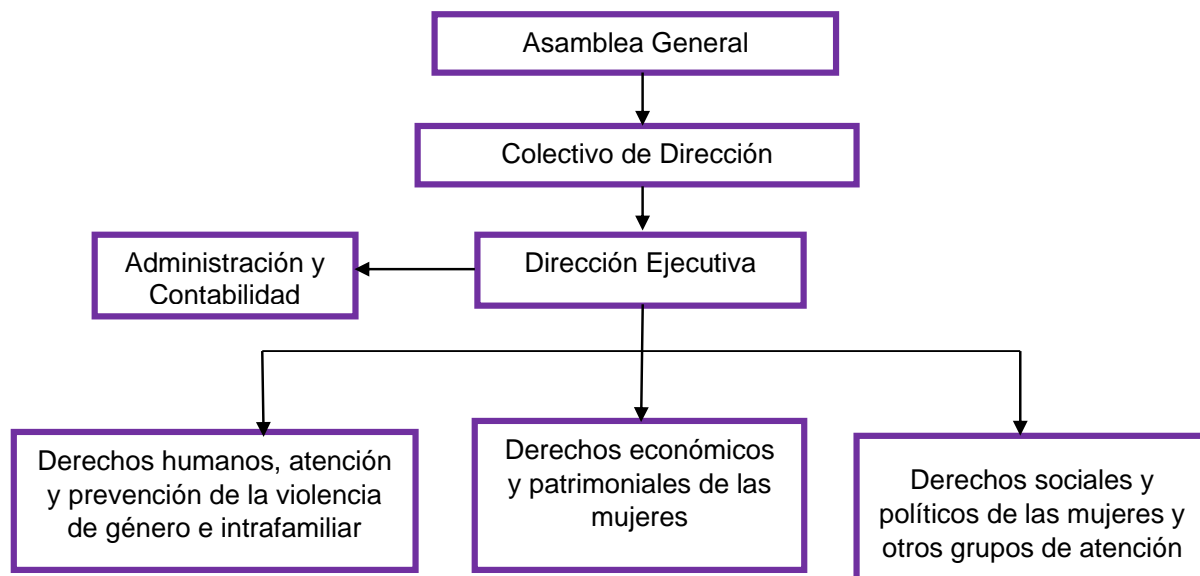 Asamblea General
Colectivo de Dirección
Administración y
Contabilidad
Dirección Ejecutiva
Derechos humanos, atención
y prevención de la violencia
de género e intrafamiliar
Derechos económicos
y patrimoniales de las
mujeres
Derechos sociales y
políticos de las mujeres y
otros grupos de atención